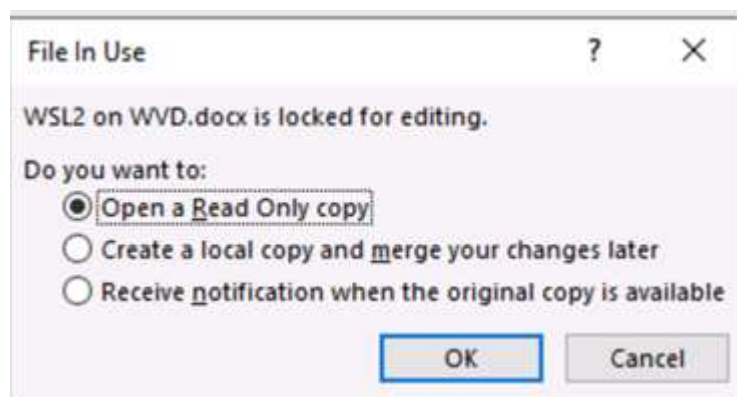 File In Use
WSL2 on WVD.docx is locked for editing.
Do you want to:
Open a Read Only copy
Create a local copy and merge your changes later
Receive notification when the original copy is available
OK Cancel